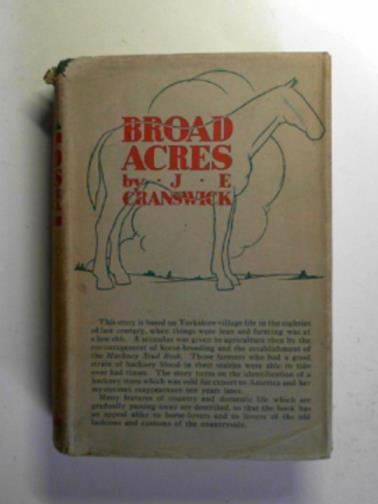 BROAD
ACRES
by · J · E
CRANSWICK
This story is based on Yorkshire village life in the eighties
of last century, when things were lean and farming was at
a low ebb. A stimulus was given to agriculture then by the
encouragement of horse-breeding and the establishment of
the Hackney Stud Book. Those farmers who had a good
strain of hackney blood in their stables were able to tide
over bad times. The story turns on the identification of a
hackney mare which was sold for export to America and her
mysterious reappearance ten years later.
Many features of country and domestic life which are
gradually passing away are described, so that the book has
an appeal alike to horse-lovers and to lovers of the old
fashions and customs of the countryside.